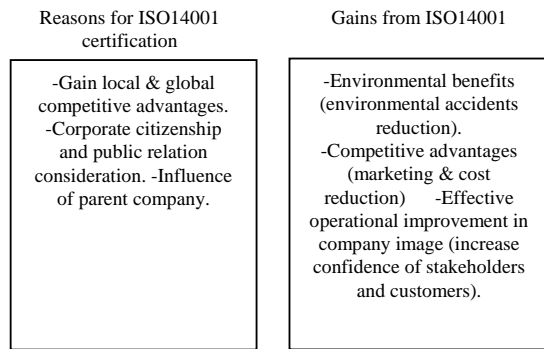 Reasons for ISO14001
certification
-Gain local & global
competitive advantages.
-Corporate citizenship
and public relation
consideration. -Influence
of parent company.
Gains from ISO14001
-Environmental benefits
(environmental accidents
reduction).
-Competitive advantages
(marketing & cost
reduction) -Effective
operational improvement in
company image (increase
confidence of stakeholders
and customers).